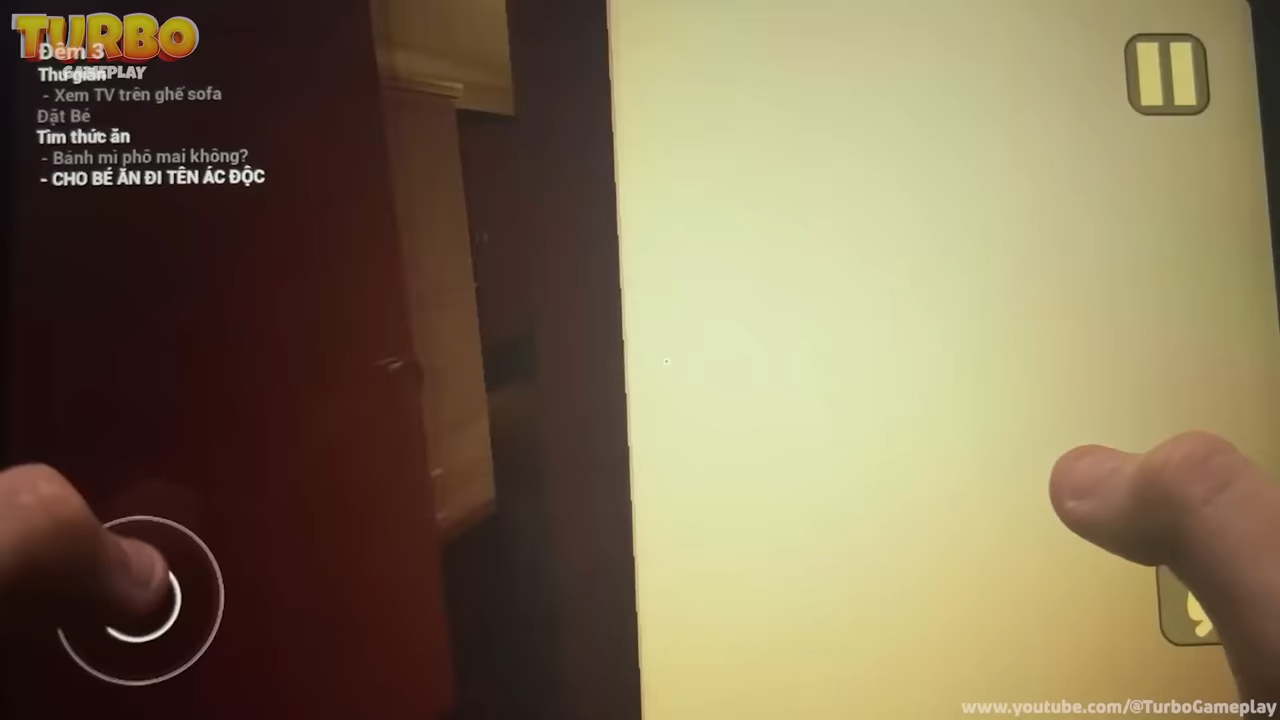 TURBO
GAMEPLAY
Đêm 3
Thư giãn
- Xem TV trên ghế sofa
Đặt Bé
Tìm thức ăn
- Bánh mì phô mai không?
- CHO BÉ ĂN ĐI TÊN ÁC ĐỘC
www.youtube.com/@TurboGameplay